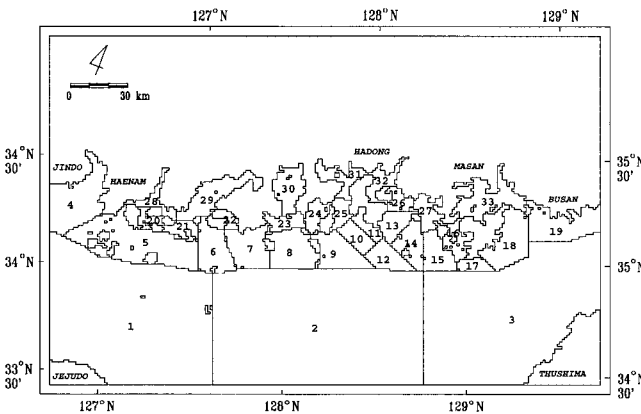 127°N 128°N 129°N
0 30 km
34°N
30'
35°N
30'
JINDO
HAENAM
HADONG
MASAN
BUSAN
4
28
20
21
5
29
22
6
7
30
23
8
24
25
9
31
32
26
10
11
12
13
14
27
15
16
33
17
18
19
34°N
00'
35°N
00'
1
2
3
33°N
30'
34°N
30'
JEJUDO
THUSHIMA
127°N 128°N 129°N